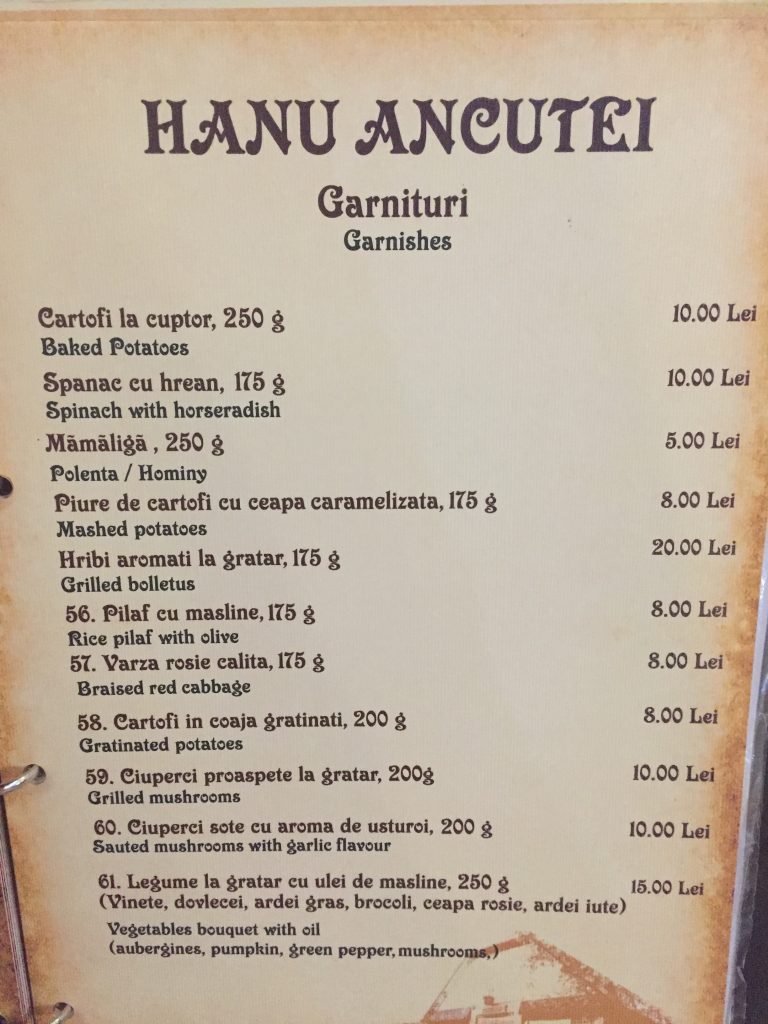 HANU ANCUTEI
Garnituri
Garnishes
Cartofi la cuptor, 250 g 10.00 Lei
Baked Potatoes
Spanac cu hrean, 175 g 10.00 Lei
Spinach with horseradish
Mãmãligã , 250 g 5.00 Lei
Polenta / Hominy
Piure de cartofi cu ceapa caramelizata, 175 g 8.00 Lei
Mashed potatoes
Hribi aromati la gratar, 175 g 20.00 Lei
Grilled bolletus
56. Pilaf cu masline, 175 g 8.00 Lei
Rice pilaf with olive
57. Varza rosie calita, 175 g 8.00 Lei
Braised red cabbage
58. Cartofi in coaja gratinati, 200 g 8.00 Lei
Gratinated potatoes
59. Ciuperci proaspete la gratar, 200g 10.00 Lei
Grilled mushrooms
60. Ciuperci sote cu aroma de usturoi, 200 g 10.00 Lei
Sauted mushrooms with garlic flavour
61. Legume la gratar cu ulei de masline, 250 g 15.00 Lei
(Vinete, dovlecei, ardei gras, brocoli, ceapa rosie, ardei iute)
Vegetables bouquet with oil
(aubergines, pumpkin, green pepper, mushrooms,)